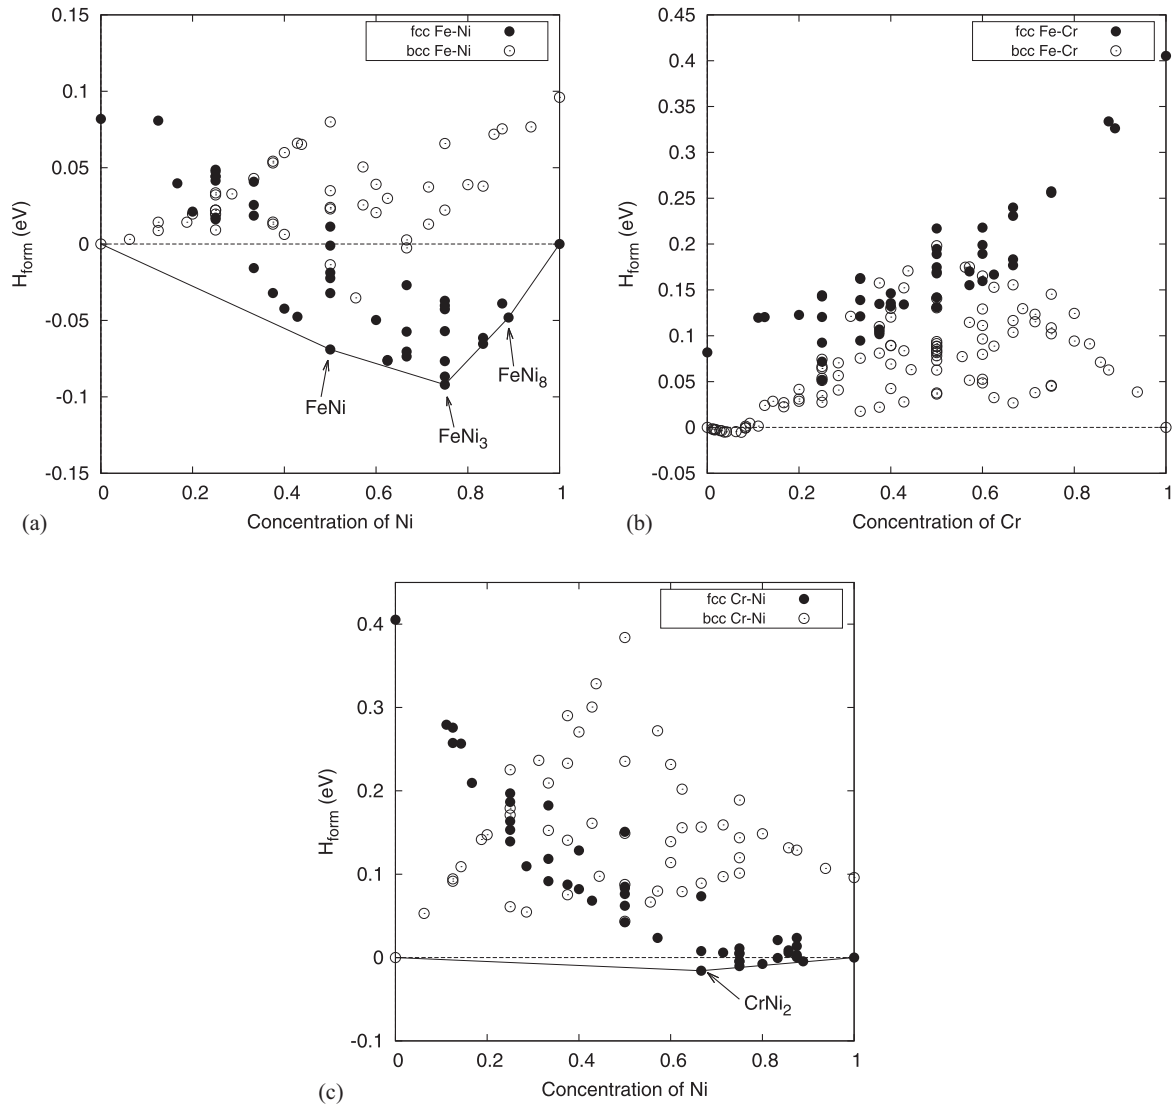 0.15
0.1
0.05
0
-0.05
-0.1
-0.15
H_form (eV)
fcc Fe-Ni
bcc Fe-Ni
FeNi
FeNi_3
FeNi_8
0 0.2 0.4 0.6 0.8 1
Concentration of Ni
(a)
0.45
0.4
0.35
0.3
0.25
0.2
0.15
0.1
0.05
0
-0.05
H_form (eV)
fcc Fe-Cr
bcc Fe-Cr
0 0.2 0.4 0.6 0.8 1
Concentration of Cr
(b)
0.4
0.3
0.2
0.1
0
-0.1
H_form (eV)
fcc Cr-Ni
bcc Cr-Ni
CrNi_2
0 0.2 0.4 0.6 0.8 1
Concentration of Ni
(c)